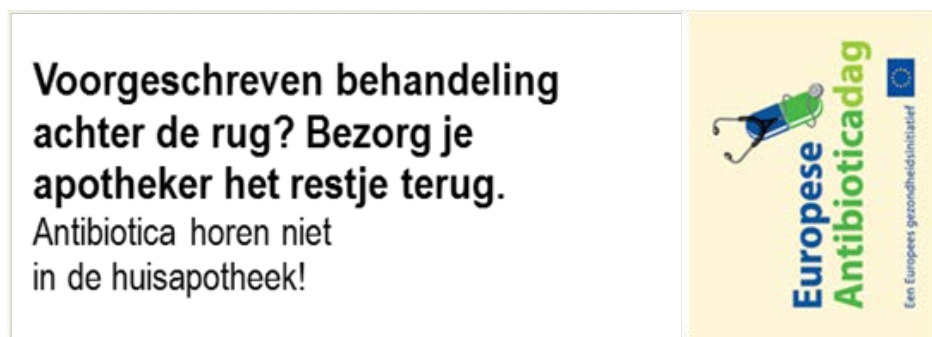 Voorgeschreven behandeling
achter de rug? Bezorg je
apotheker het restje terug.
Antibiotica horen niet
in de huisapotheek!
Europese
Antibioticadag
Een Europees gezondheidsinitiatief